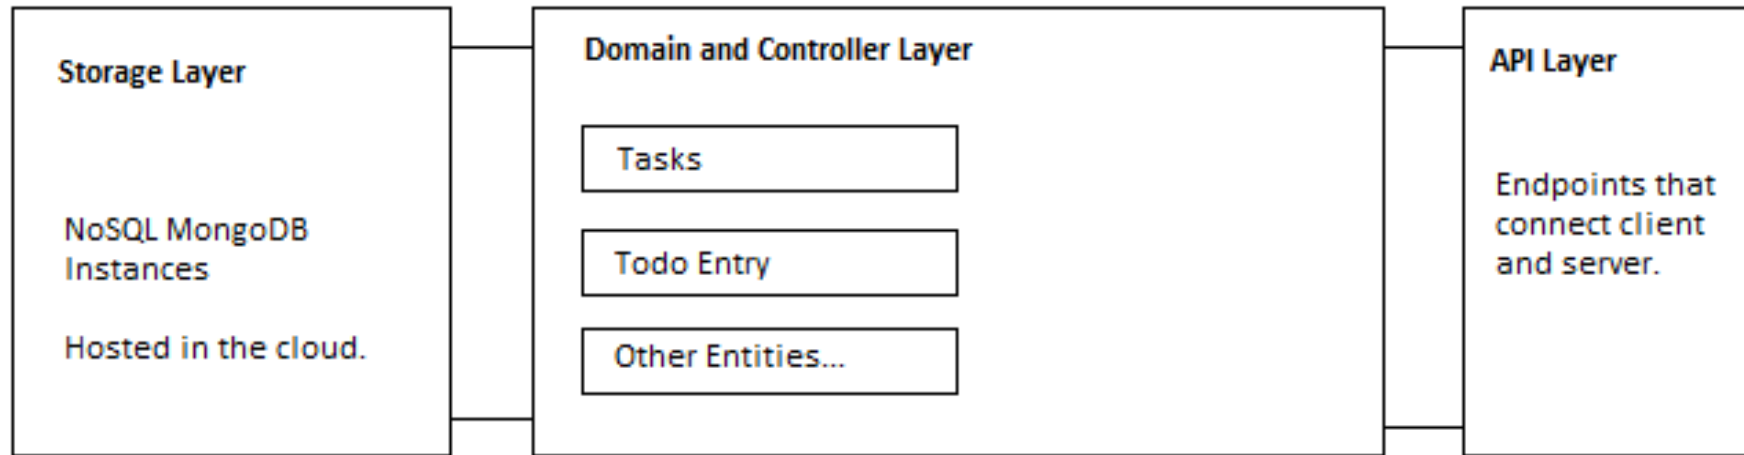 Storage Layer
NoSQL MongoDB
Instances
Hosted in the cloud.
Domain and Controller Layer
Tasks
Todo Entry
Other Entities...
API Layer
Endpoints that
connect client
and server.